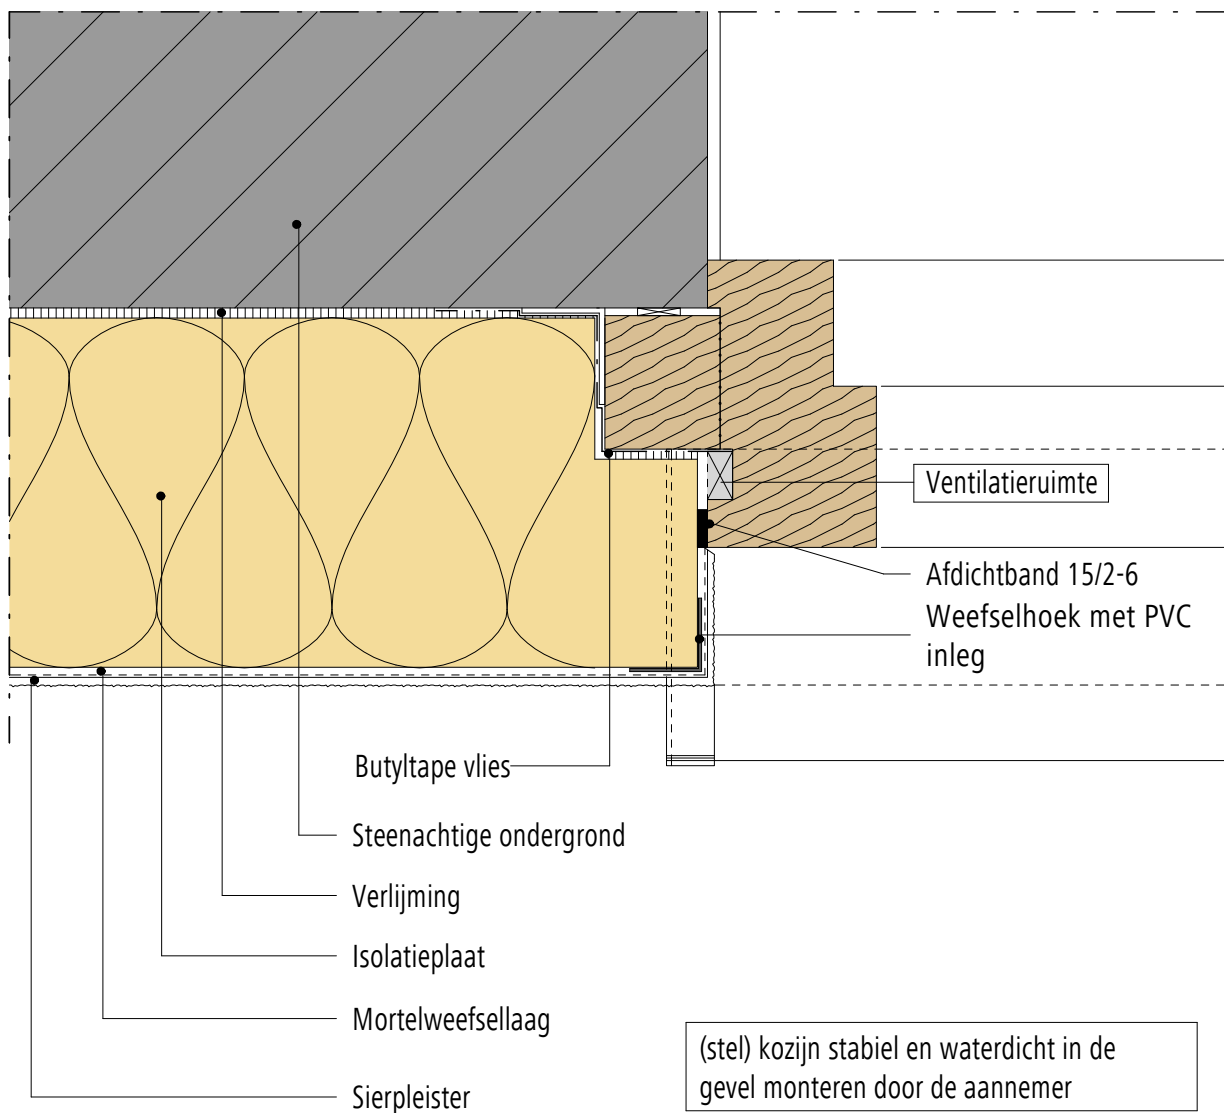 Ventilatieruimte
Afdichtband 15/2-6
Weefselhoek met PVC
inleg
Butyltape vlies
Steenachtige ondergrond
Verlijming
Isolatieplaat
Mortelweefsellaag
Sierpleister
(stel) kozijn stabiel en waterdicht in de
gevel monteren door de aannemer